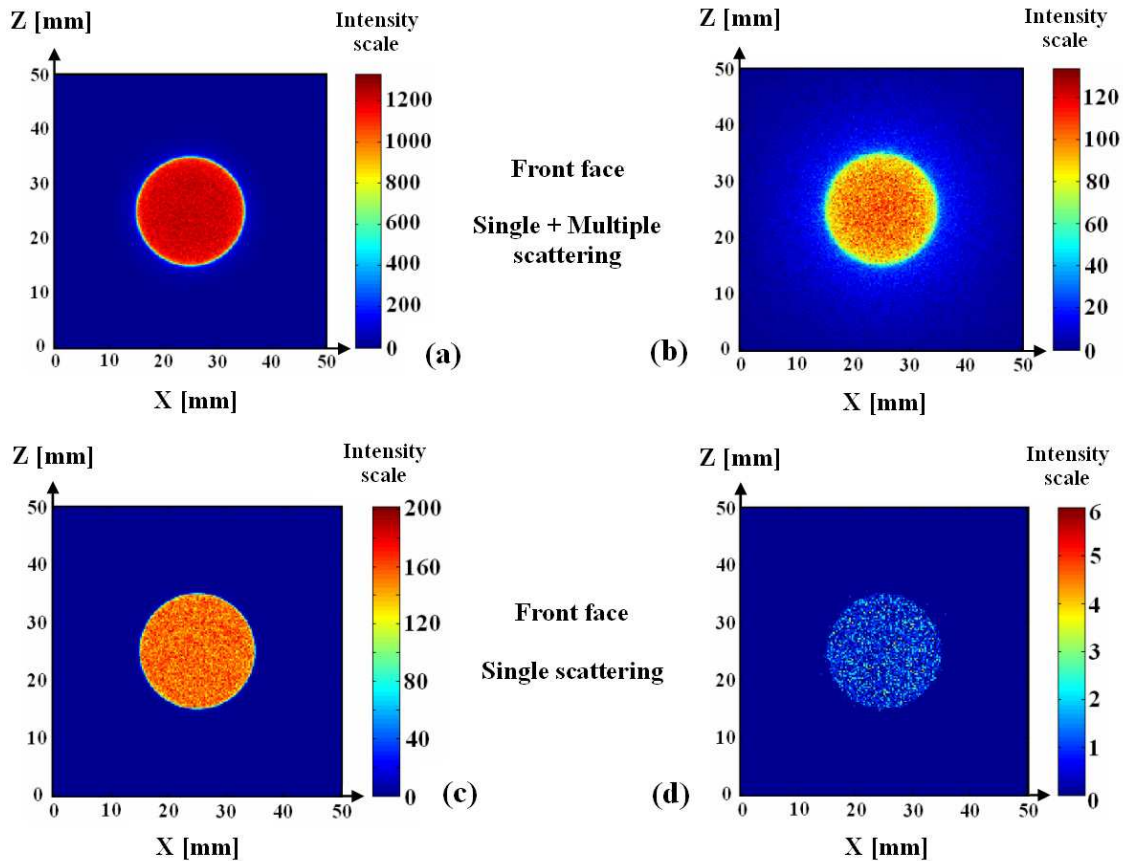 Z [mm]
Intensity
scale
50
40
30
20
10
0
0 10 20 30 40 50
X [mm]
1200
1000
800
600
400
200
0
(a)
Front face
Single + Multiple
scattering
Z [mm]
Intensity
scale
50
40
30
20
10
0
0 10 20 30 40 50
X [mm]
120
100
80
60
40
20
0
(b)
Z [mm]
Intensity
scale
50
40
30
20
10
0
0 10 20 30 40 50
X [mm]
200
160
120
80
40
0
(c)
Front face
Single scattering
Z [mm]
Intensity
scale
50
40
30
20
10
0
0 10 20 30 40 50
X [mm]
6
5
4
3
2
1
0
(d)